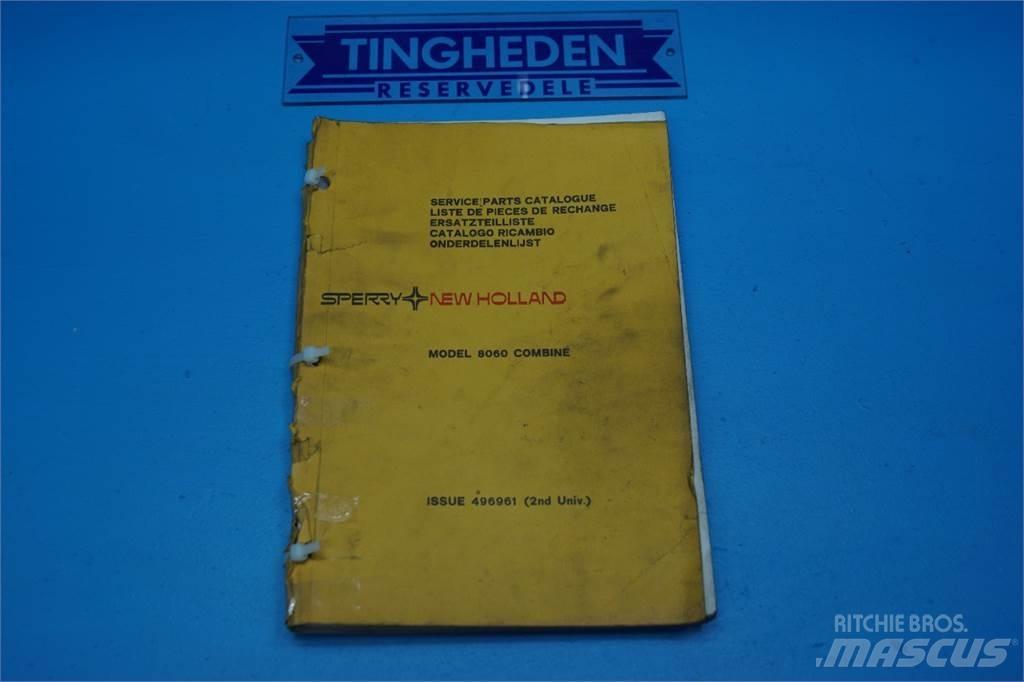 TINGHEDEN
RESERVEDELE
SERVICE PARTS CATALOGUE
LISTE DE PIECES DE RECHANGE
ERSATZTEILLISTE
CATALOGO RICAMBIO
ONDERDELENLIJST
SPERRY NEW HOLLAND
MODEL 8060 COMBINE
ISSUE 496961 (2nd Univ.)
RITCHIE BROS.
MASCUS